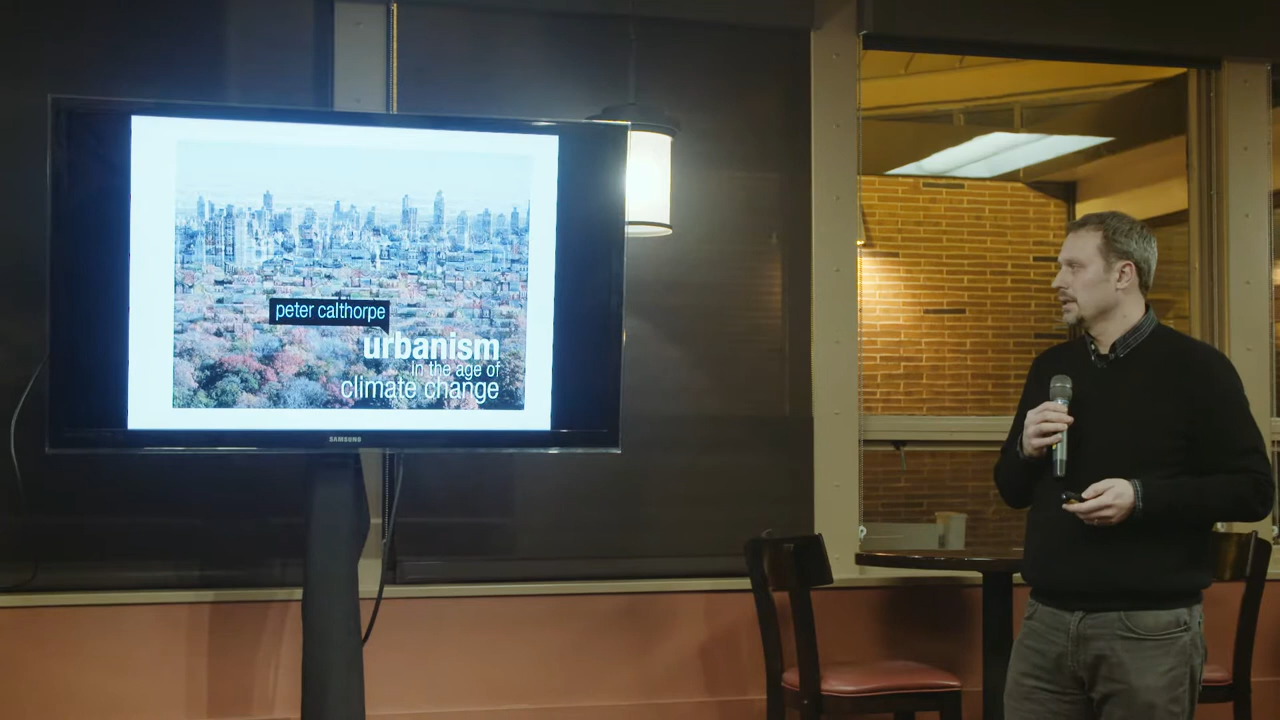 peter calthorpe
urbanism
in the age of
climate change
SAMSUNG